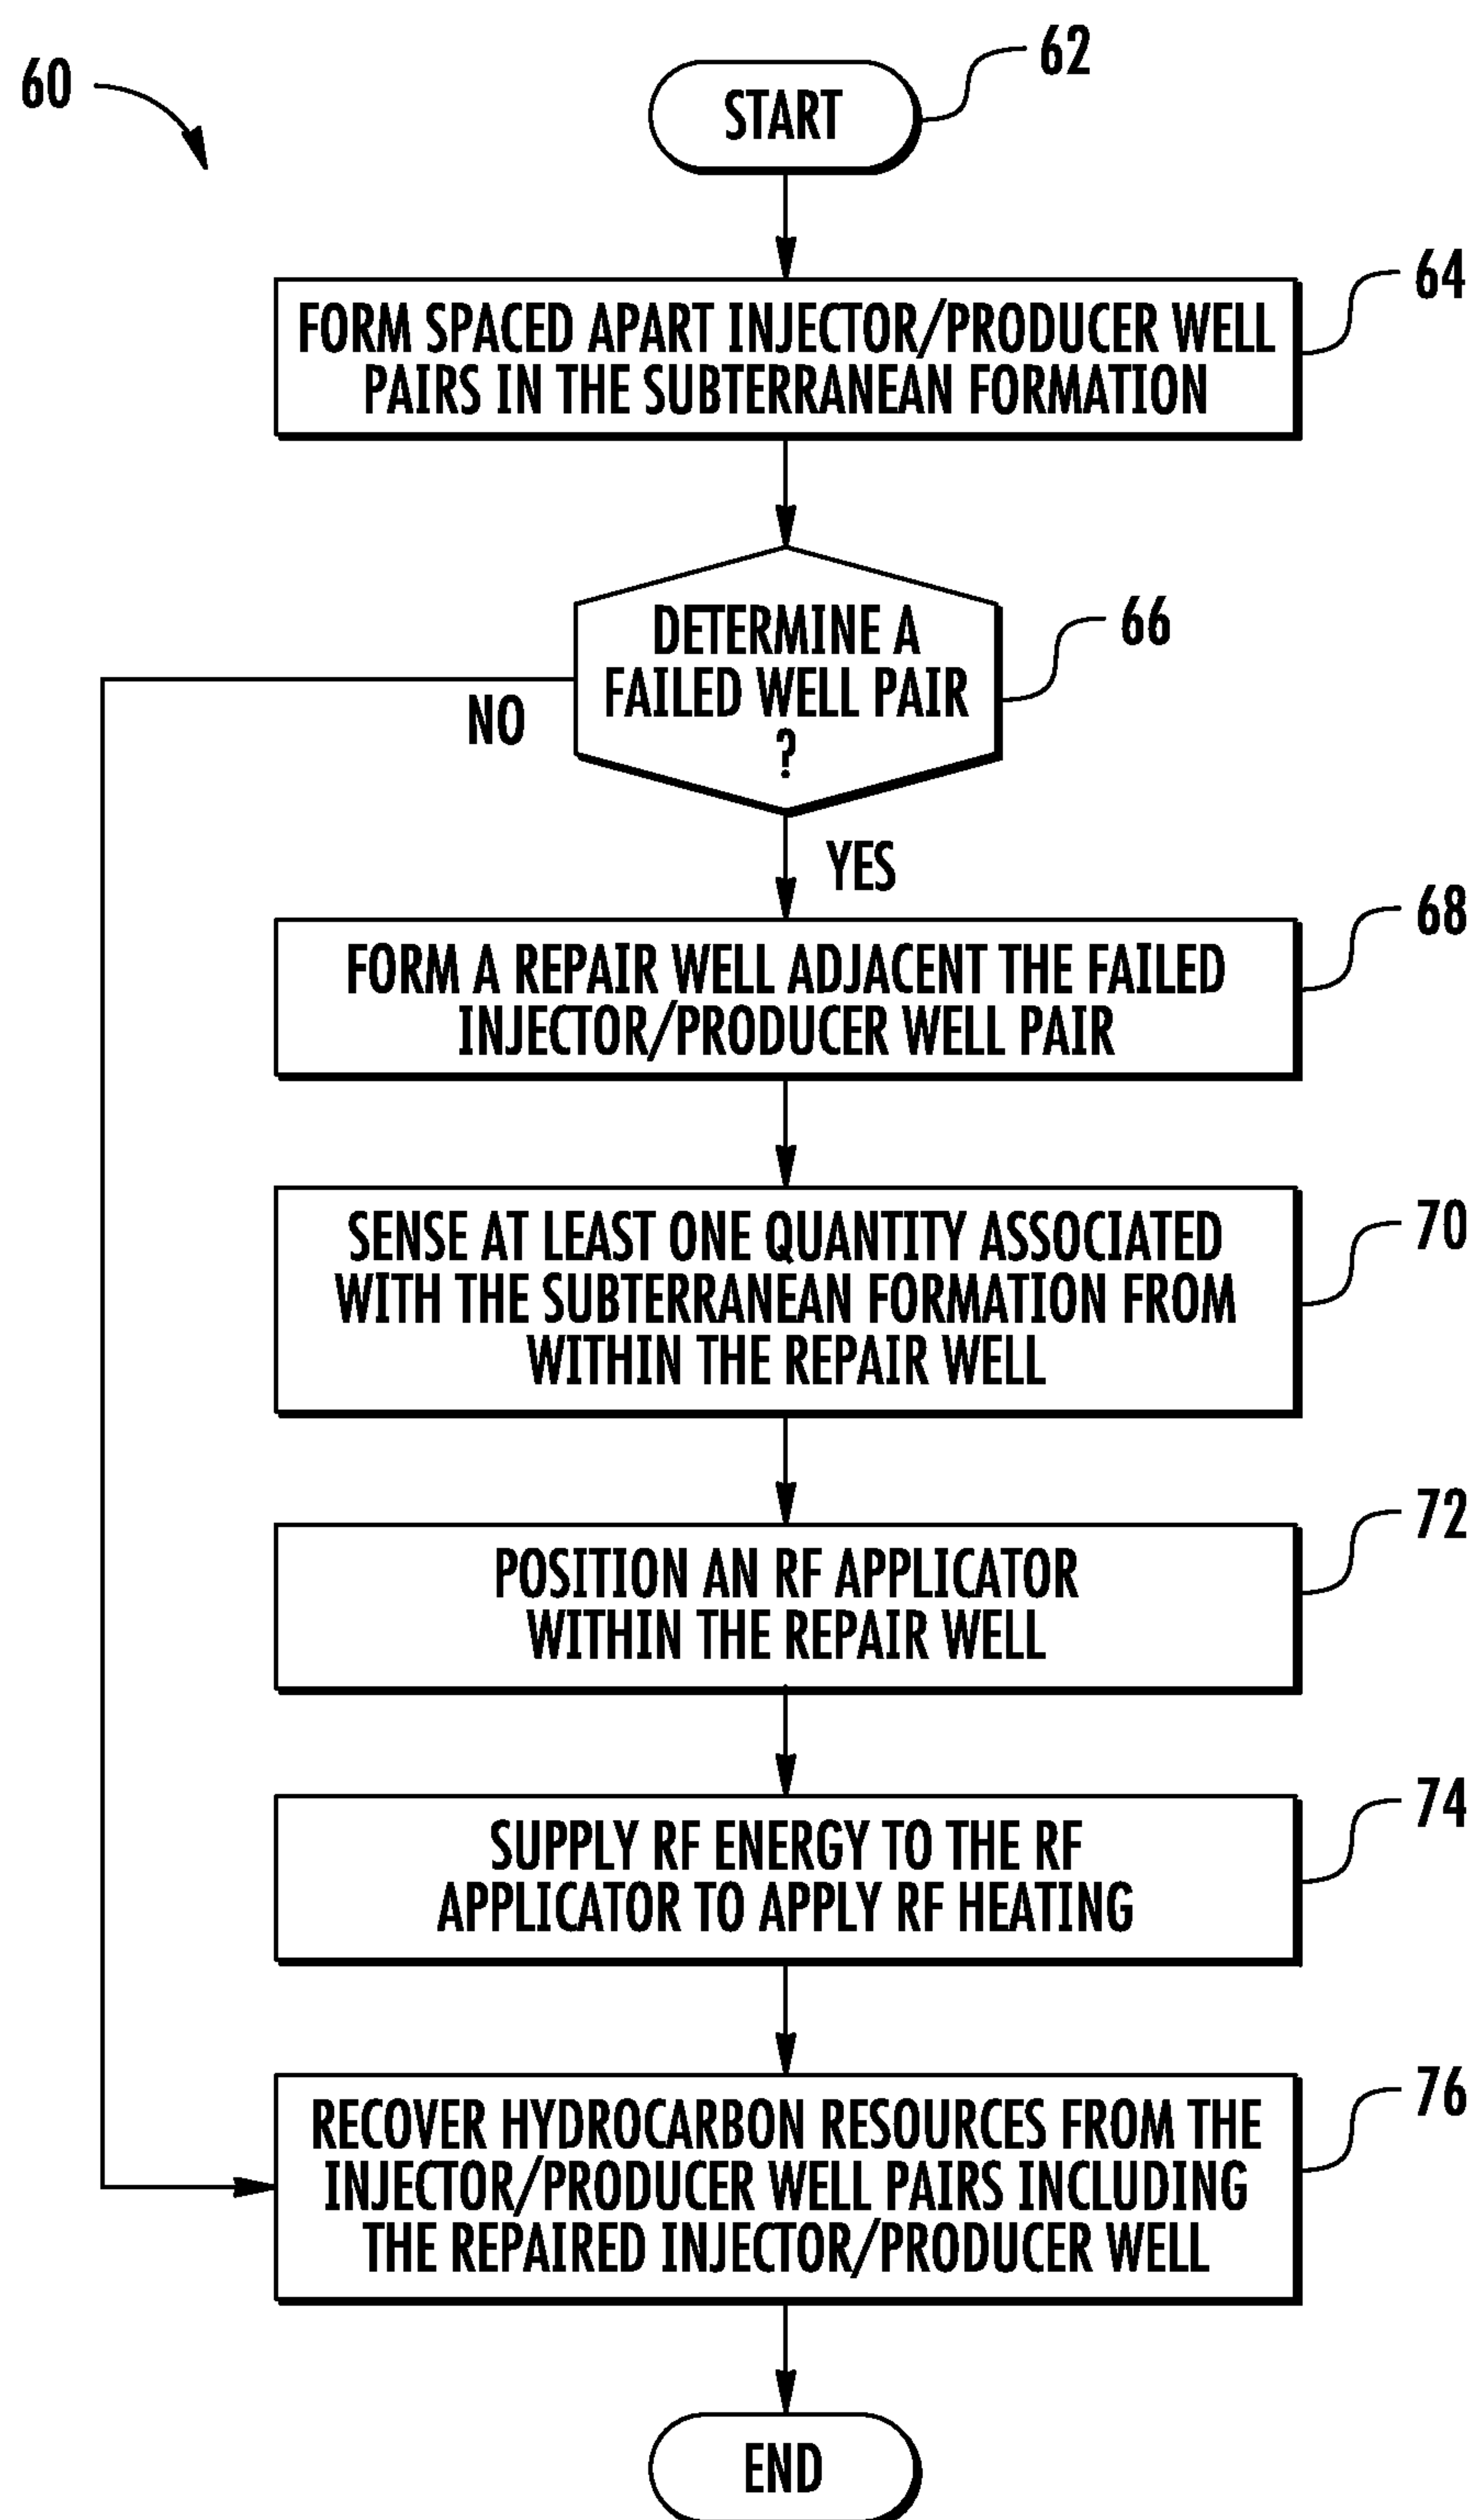 60
62
START
64
FORM SPACED APART INJECTOR/PRODUCER WELL
PAIRS IN THE SUBTERRANEAN FORMATION
66
DETERMINE A
FAILED WELL PAIR
?
NO
YES
68
FORM A REPAIR WELL ADJACENT THE FAILED
INJECTOR/PRODUCER WELL PAIR
70
SENSE AT LEAST ONE QUANTITY ASSOCIATED
WITH THE SUBTERRANEAN FORMATION FROM
WITHIN THE REPAIR WELL
72
POSITION AN RF APPLICATOR
WITHIN THE REPAIR WELL
74
SUPPLY RF ENERGY TO THE RF
APPLICATOR TO APPLY RF HEATING
76
RECOVER HYDROCARBON RESOURCES FROM THE
INJECTOR/PRODUCER WELL PAIRS INCLUDING
THE REPAIRED INJECTOR/PRODUCER WELL
END